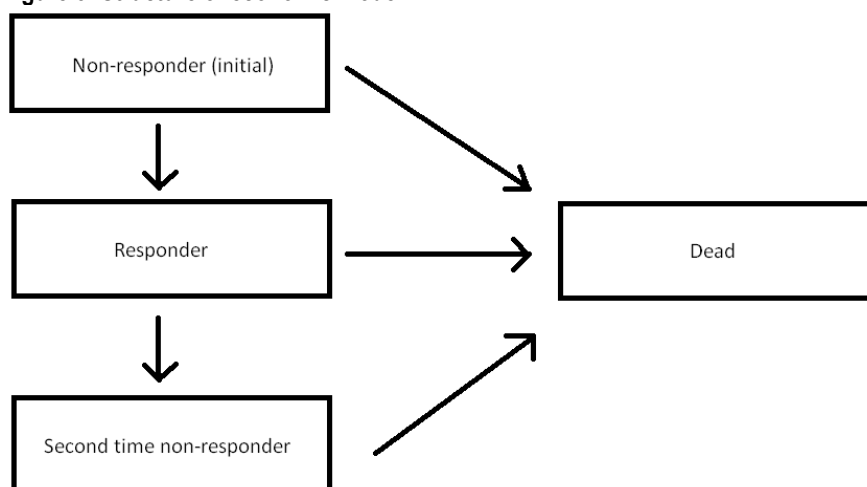 Non-responder (initial)
Responder
Dead
Second time non-responder